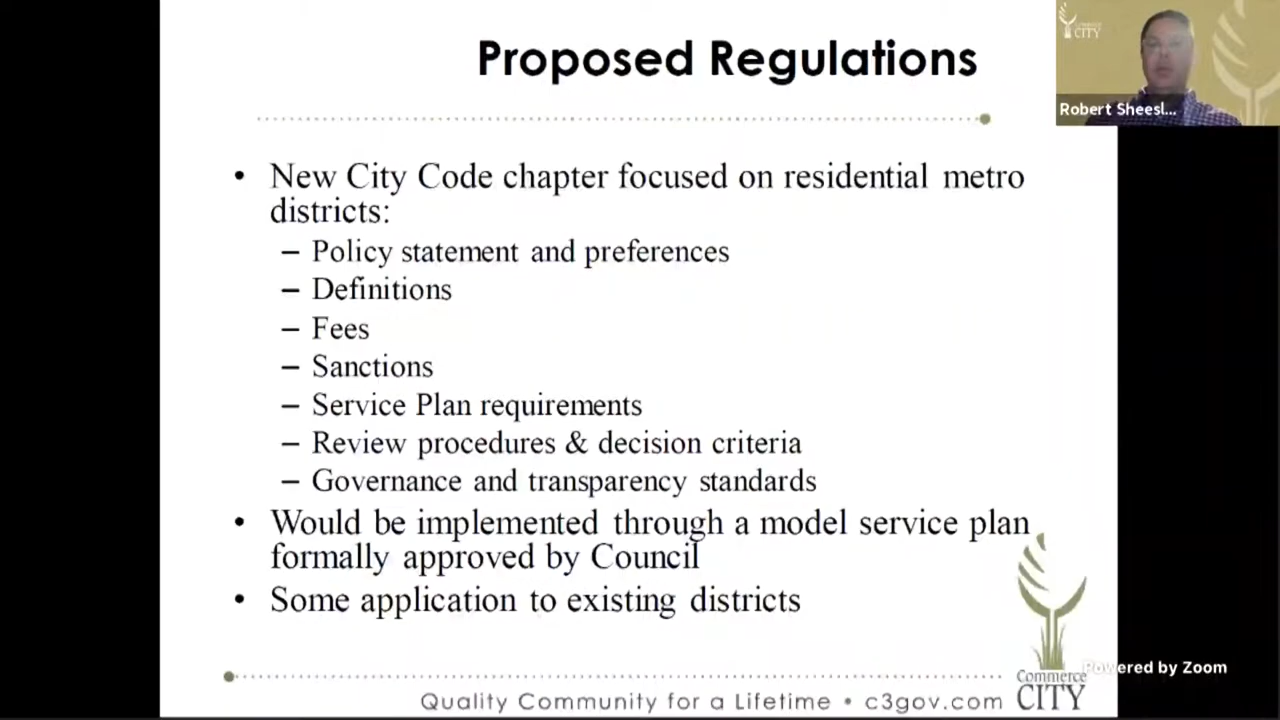 Proposed Regulations
CITY
Robert Sheesl...
• New City Code chapter focused on residential metro
districts:
– Policy statement and preferences
– Definitions
– Fees
– Sanctions
– Service Plan requirements
– Review procedures & decision criteria
– Governance and transparency standards
• Would be implemented through a model service plan
formally approved by Council
• Some application to existing districts
Powered by Zoom
Commerce
CITY
Quality Community for a Lifetime • c3gov.com